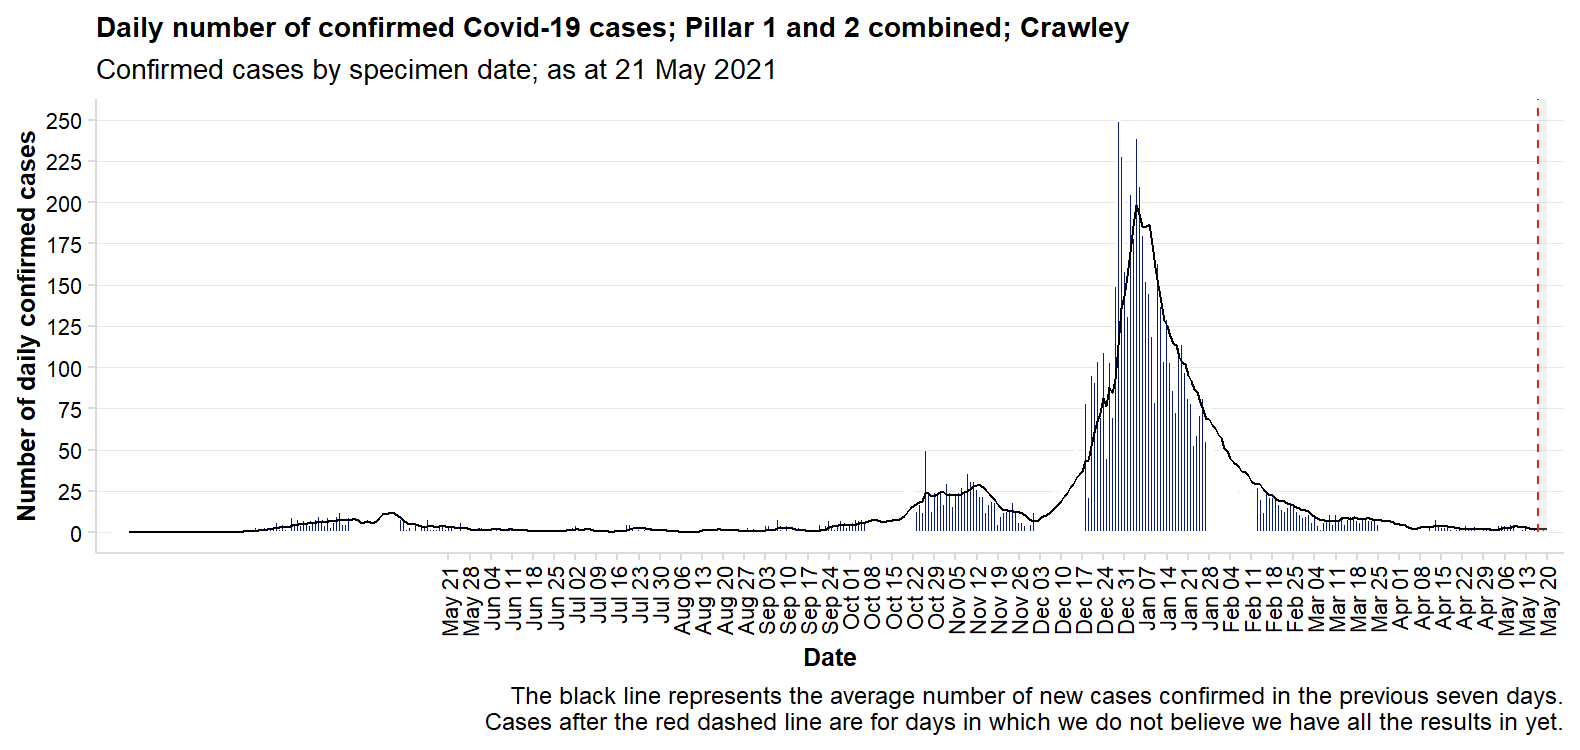 Daily number of confirmed Covid-19 cases; Pillar 1 and 2 combined; Crawley
Confirmed cases by specimen date; as at 21 May 2021
Number of daily confirmed cases
250
225
200
175
150
125
100
75
50
25
0
May 21
May 28
Jun 04
Jun 11
Jun 18
Jun 25
Jul 02
Jul 09
Jul 16
Jul 23
Jul 30
Aug 06
Aug 13
Aug 20
Aug 27
Sep 03
Sep 10
Sep 17
Sep 24
Oct 01
Oct 08
Oct 15
Oct 22
Oct 29
Nov 05
Nov 12
Nov 19
Nov 26
Dec 03
Dec 10
Dec 17
Dec 24
Dec 31
Jan 07
Jan 14
Jan 21
Jan 28
Feb 04
Feb 11
Feb 18
Feb 25
Mar 04
Mar 11
Mar 18
Mar 25
Apr 01
Apr 08
Apr 15
Apr 22
Apr 29
May 06
May 13
May 20
Date
The black line represents the average number of new cases confirmed in the previous seven days.
Cases after the red dashed line are for days in which we do not believe we have all the results in yet.